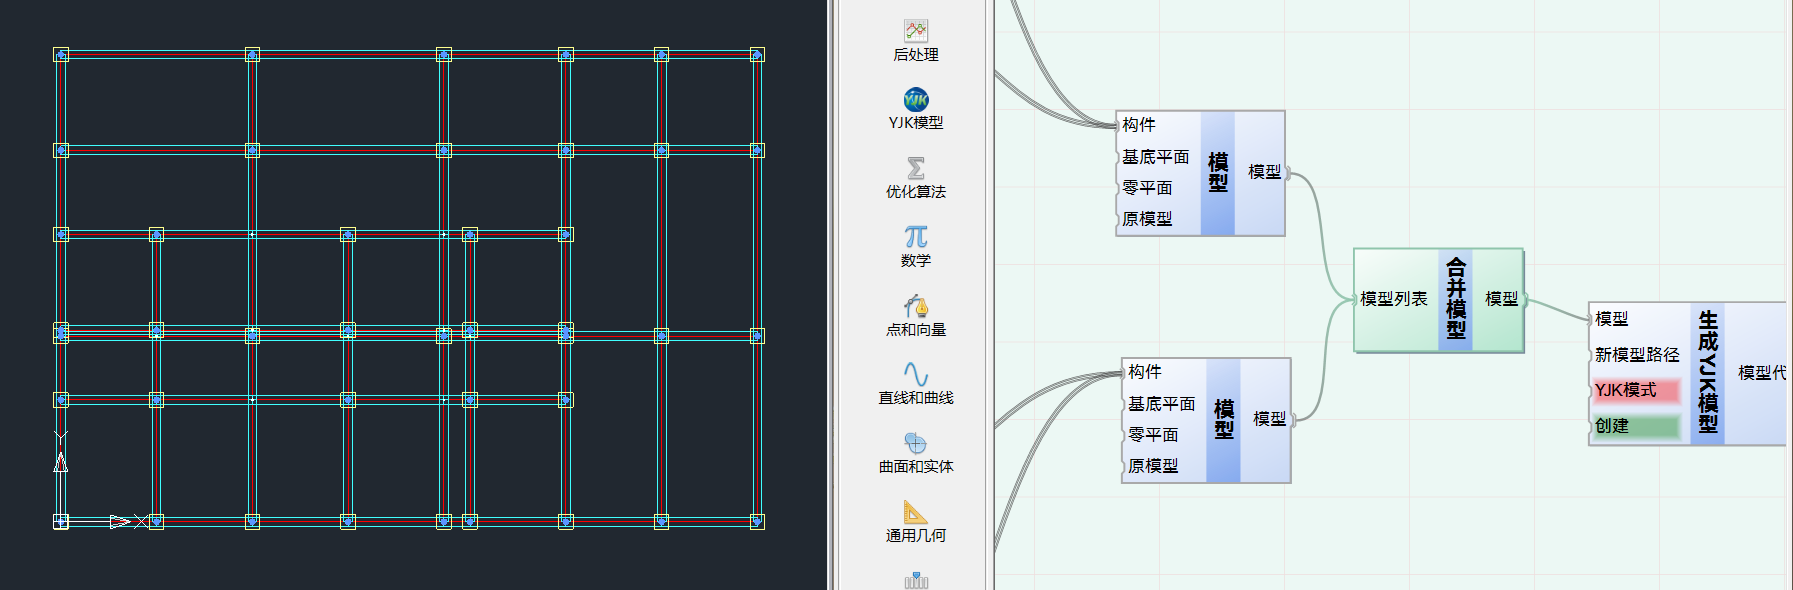 X
Y
后处理
YJK模型
优化算法
数学
点和向量
直线和曲线
曲面和实体
通用几何
构件
基底平面
零平面
原模型
模型
模型
构件
基底平面
零平面
原模型
模型
模型
模型列表
合并模型
模型
模型
新模型路径
YJK模式
创建
生成YJK模型
模型代